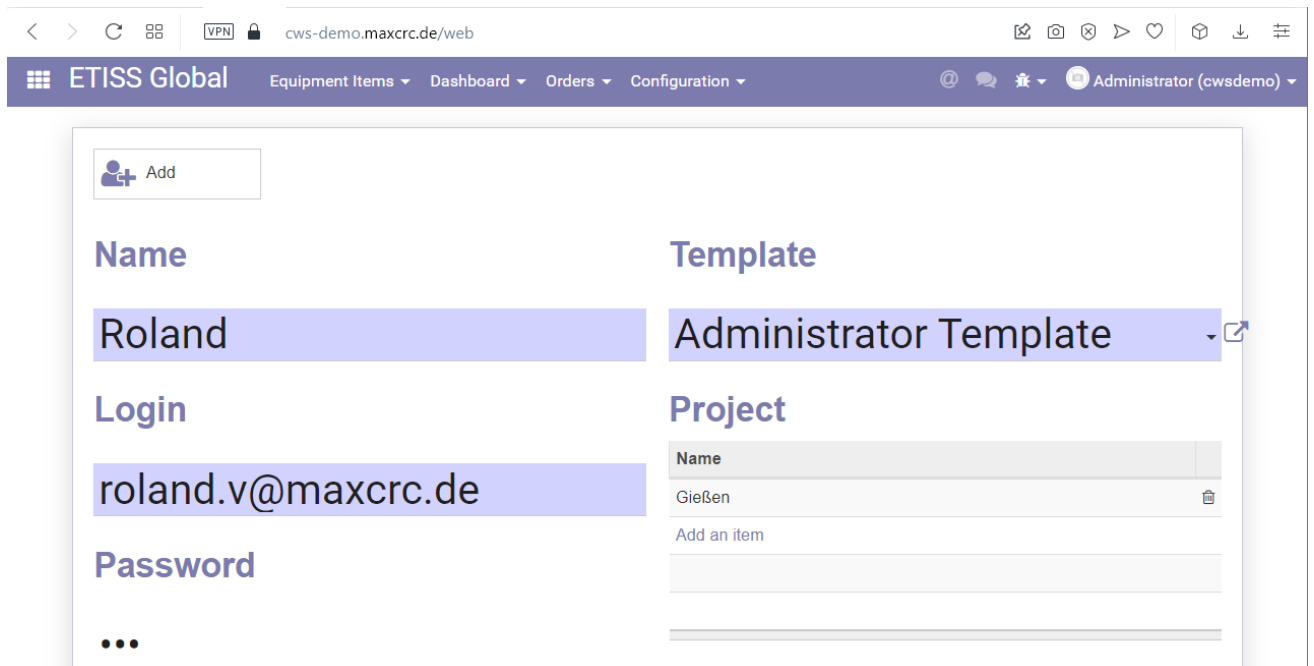 VPN cws-demo.maxcrc.de/web
ETISS Global Equipment Items Dashboard Orders Configuration @ Administrator (cwsdemo)
Add
Name
Roland
Login
roland.v@maxcrc.de
Password
•••
Template
Administrator Template
Project
Name
Gießen
Add an item